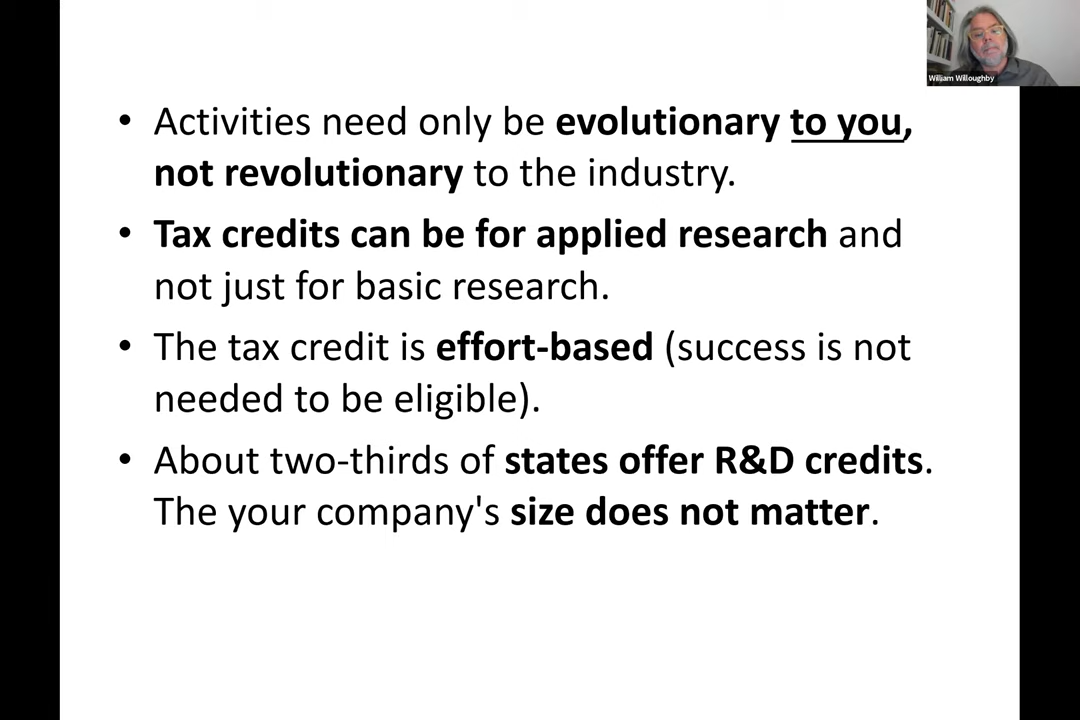 William Willoughby
• Activities need only be evolutionary to you,
not revolutionary to the industry.
• Tax credits can be for applied research and
not just for basic research.
• The tax credit is effort-based (success is not
needed to be eligible).
• About two-thirds of states offer R&D credits.
The your company's size does not matter.